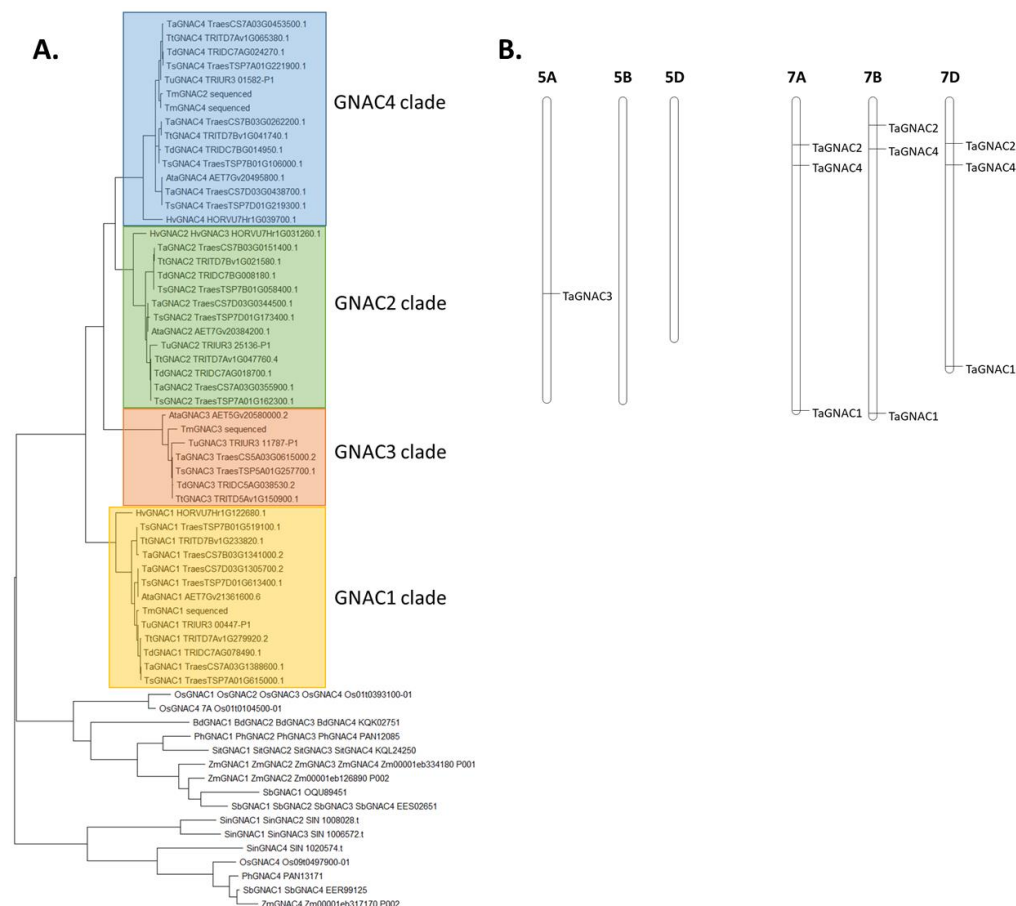 A.
TaGNAC4 TraesCS7A03G0453500.1
TtGNAC4 TRITD7Av1G065380.1
TdGNAC4 TRIDC7AG024270.1
TsGNAC4 TraesTSP7A01G221900.1
TuGNAC4 TRIUR3 01582-P1
TmGNAC2 sequenced
TmGNAC4 sequenced
TaGNAC4 TraesCS7B03G0262200.1
TtGNAC4 TRITD7Bv1G041740.1
TdGNAC4 TRIDC7BG014950.1
TsGNAC4 TraesTSP7B01G106000.1
AtaGNAC4 AET7Gv20495800.1
TaGNAC4 TraesCS7D03G0438700.1
TsGNAC4 TraesTSP7D01G219300.1
HvGNAC4 HORVU7Hr1G039700.1
GNAC4 clade
HvGNAC2 HvGNAC3 HORVU7Hr1G031260.1
TaGNAC2 TraesCS7B03G0151400.1
TtGNAC2 TRITD7Bv1G021580.1
TdGNAC2 TRIDC7BG008180.1
TsGNAC2 TraesTSP7B01G058400.1
TaGNAC2 TraesCS7D03G0344500.1
TsGNAC2 TraesTSP7D01G173400.1
AtaGNAC2 AET7Gv20384200.1
TuGNAC2 TRIUR3 25136-P1
TtGNAC2 TRITD7Av1G047760.4
TdGNAC2 TRIDC7AG018700.1
TaGNAC2 TraesCS7A03G0355900.1
TsGNAC2 TraesTSP7A01G162300.1
GNAC2 clade
AtaGNAC3 AET5Gv20580000.2
TmGNAC3 sequenced
TuGNAC3 TRIUR3 11787-P1
TaGNAC3 TraesCS5A03G0615000.2
TsGNAC3 TraesTSP5A01G257700.1
TdGNAC3 TRIDC5AG038530.2
TtGNAC3 TRITD5Av1G150900.1
GNAC3 clade
HvGNAC1 HORVU7Hr1G122680.1
TsGNAC1 TraesTSP7B01G519100.1
TtGNAC1 TRITD7Bv1G233820.1
TaGNAC1 TraesCS7B03G1341000.2
TaGNAC1 TraesCS7D03G1305700.2
TsGNAC1 TraesTSP7D01G613400.1
AtaGNAC1 AET7Gv21361600.6
TmGNAC1 sequenced
TuGNAC1 TRIUR3 00447-P1
TtGNAC1 TRITD7Av1G279920.2
TdGNAC1 TRIDC7AG078490.1
TaGNAC1 TraesCS7A03G1388600.1
TsGNAC1 TraesTSP7A01G615000.1
GNAC1 clade
OsGNAC1 OsGNAC2 OsGNAC3 OsGNAC4 Os01t0393100-01
OsGNAC4 7A Os01t0104500-01
BdGNAC1 BdGNAC2 BdGNAC3 BdGNAC4 KQK02751
PhGNAC1 PhGNAC2 PhGNAC3 PhGNAC4 PAN12085
SitGNAC1 SitGNAC2 SitGNAC3 SitGNAC4 KQL24250
ZmGNAC1 ZmGNAC2 ZmGNAC3 ZmGNAC4 Zm00001eb334180 P001
ZmGNAC1 ZmGNAC2 Zm00001eb126890 P002
SbGNAC1 OQU89451
SbGNAC1 SbGNAC2 SbGNAC3 SbGNAC4 EES02651
SinGNAC1 SinGNAC2 SIN 1008028.t
SinGNAC1 SinGNAC3 SIN 1006572.t
SinGNAC4 SIN 1020574.t
OsGNAC4 Os09t0497900-01
PhGNAC4 PAN13171
SbGNAC1 SbGNAC4 EER99125
ZmGNAC4 Zm00001eb317170 P002
B.
5A 5B 5D 7A 7B 7D
TaGNAC2
TaGNAC2 TaGNAC2
TaGNAC4
TaGNAC4 TaGNAC4
TaGNAC3
TaGNAC1
TaGNAC1 TaGNAC1